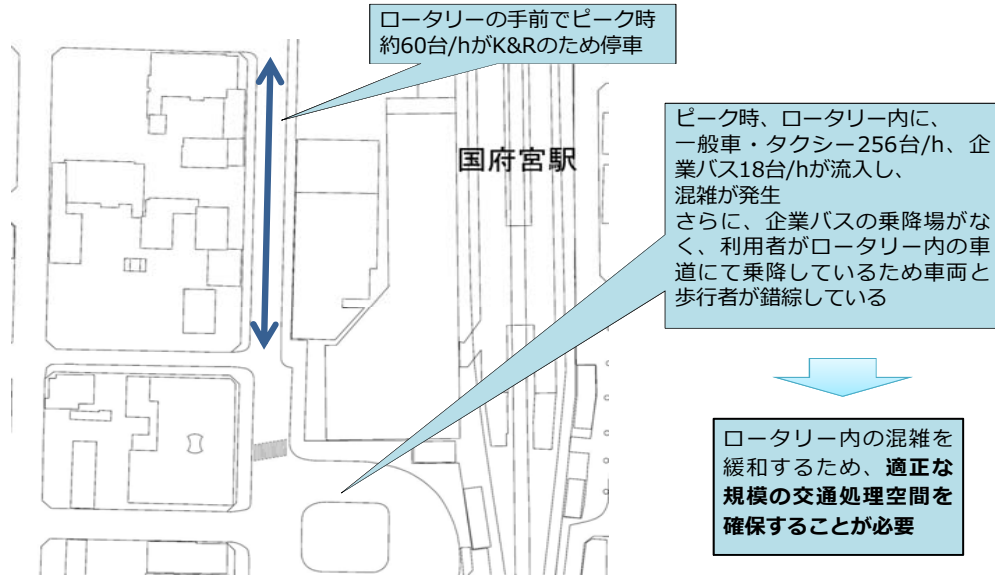 ロータリーの手前でピーク時
約60台/hがK&Rのため停車
国府宮駅
ピーク時、ロータリー内に、
一般車・タクシー256台/h、企
業バス18台/hが流入し、
混雑が発生
さらに、企業バスの乗降場がな
く、利用者がロータリー内の車
道にて乗降しているため車両と
歩行者が錯綜している
ロータリー内の混雑を
緩和するため、適正な
規模の交通処理空間を
確保することが必要